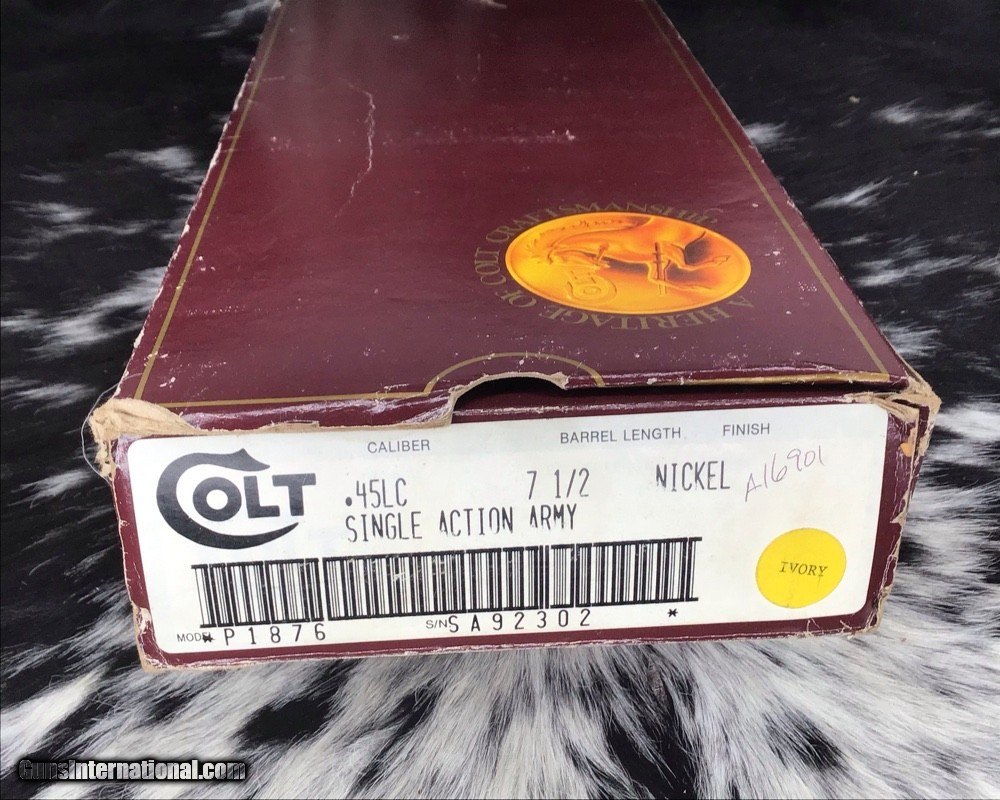 A HERITAGE OF COLT CRAFTSMANSHIP
COLT
CALIBER BARREL LENGTH FINISH
.45LC 7 1/2 NICKEL A16901
SINGLE ACTION ARMY
IVORY
S/N SA92302 *
*P1876
GunsInternational.com